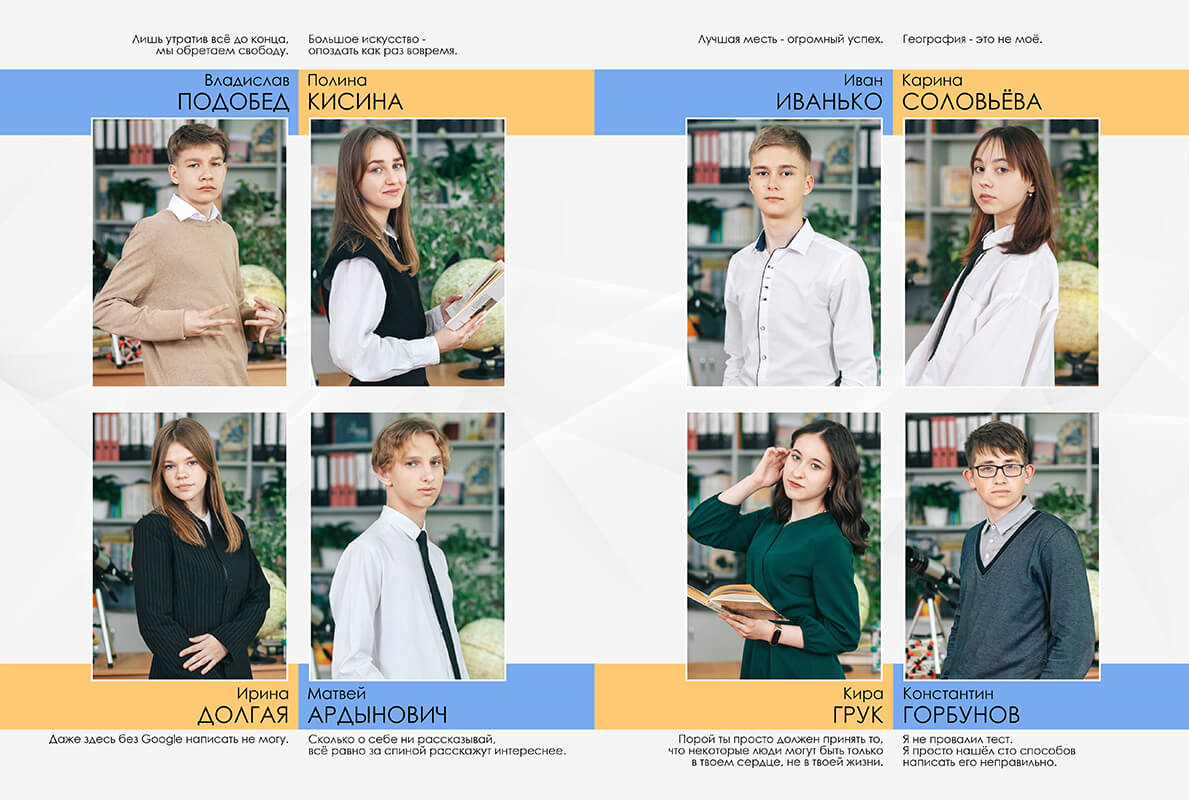 Лишь утратив всё до конца,
мы обретаем свободу.
Владислав
ПОДОБЕД
Большое искусство -
опоздать как раз вовремя.
Полина
КИСИНА
Лучшая месть - огромный успех.
Иван
ИВАНЬКО
География - это не моё.
Карина
СОЛОВЬЁВА
Ирина
ДОЛГАЯ
Даже здесь без Google написать не могу.
Матвей
АРДЫНОВИЧ
Сколько о себе ни рассказывай,
всё равно за спиной расскажут интереснее.
Кира
ГРУК
Порой ты просто должен принять то,
что некоторые люди могут быть только
в твоем сердце, не в твоей жизни.
Константин
ГОРБУНОВ
Я не провалил тест.
Я просто нашёл сто способов
написать его неправильно.